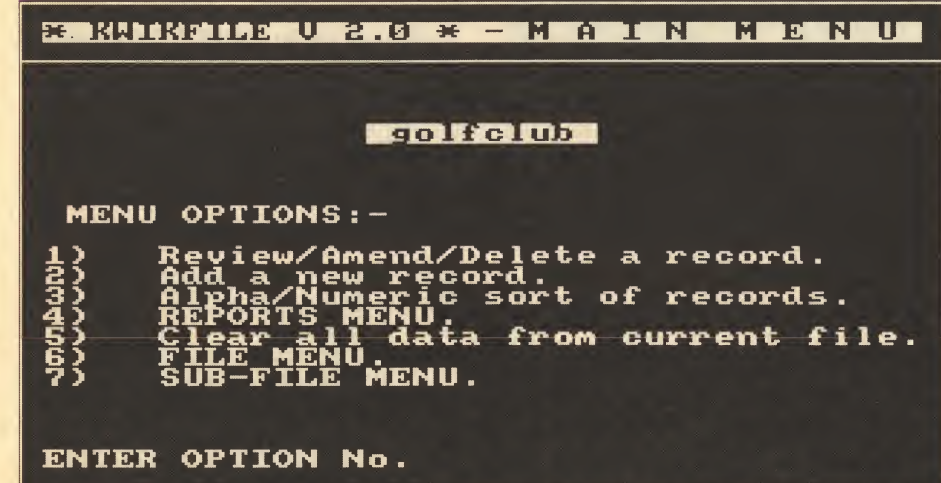 * KWIKFILE V 2.0 * - M A I N M E N U
golfclub
MENU OPTIONS:-
1) Review/Amend/Delete a record.
2) Add a new record.
3) Alpha/Numeric sort of records.
4) REPORTS MENU.
5) Clear all data from current file.
6) FILE MENU.
7) SUB-FILE MENU.
ENTER OPTION No.